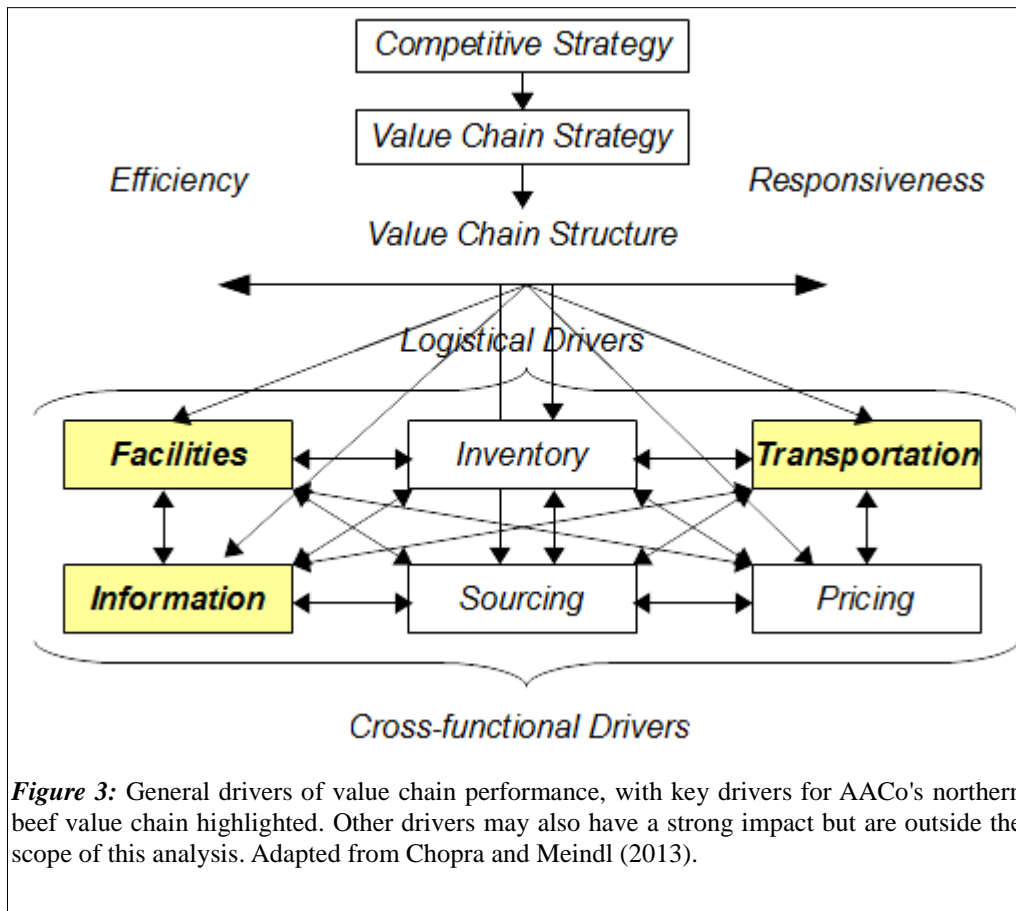 Competitive Strategy
Value Chain Strategy
Efficiency
Responsiveness
Value Chain Structure
Logistical Drivers
Facilities
Inventory
Transportation
Information
Sourcing
Pricing
Cross-functional Drivers
Figure 3: General drivers of value chain performance, with key drivers for AACo's northern
beef value chain highlighted. Other drivers may also have a strong impact but are outside the
scope of this analysis. Adapted from Chopra and Meindl (2013).